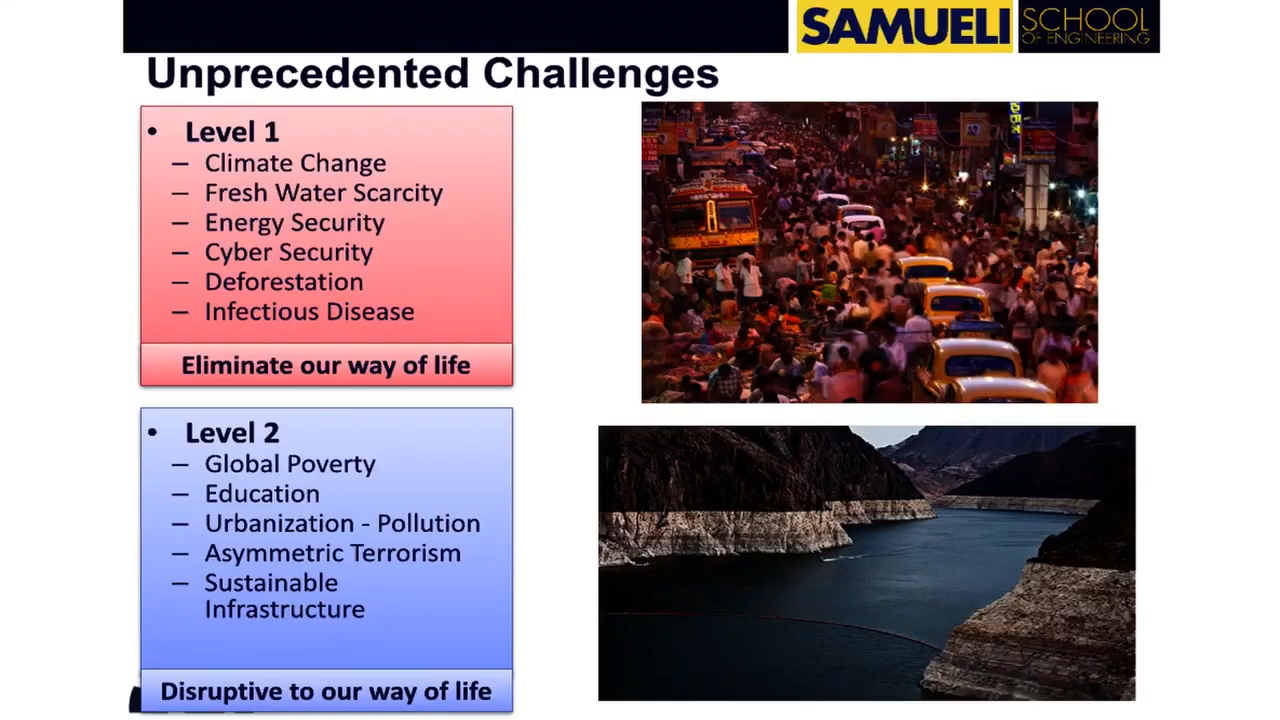 SAMUELI SCHOOL
OF ENGINEERING
Unprecedented Challenges
• Level 1
– Climate Change
– Fresh Water Scarcity
– Energy Security
– Cyber Security
– Deforestation
– Infectious Disease
Eliminate our way of life
• Level 2
– Global Poverty
– Education
– Urbanization - Pollution
– Asymmetric Terrorism
– Sustainable
Infrastructure
Disruptive to our way of life